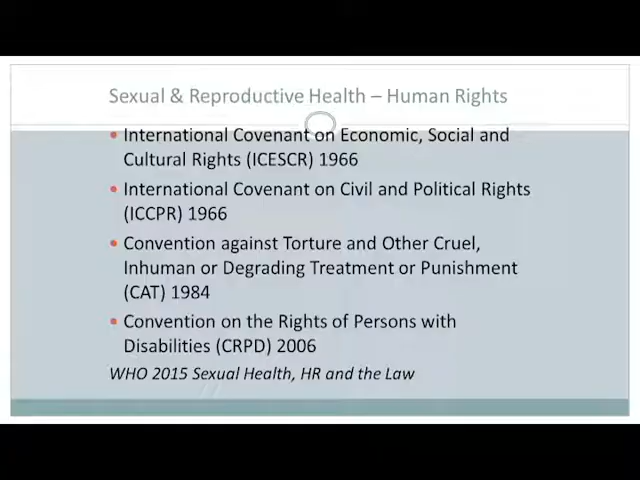 Sexual & Reproductive Health – Human Rights
• International Covenant on Economic, Social and
Cultural Rights (ICESCR) 1966
• International Covenant on Civil and Political Rights
(ICCPR) 1966
• Convention against Torture and Other Cruel,
Inhuman or Degrading Treatment or Punishment
(CAT) 1984
• Convention on the Rights of Persons with
Disabilities (CRPD) 2006
WHO 2015 Sexual Health, HR and the Law